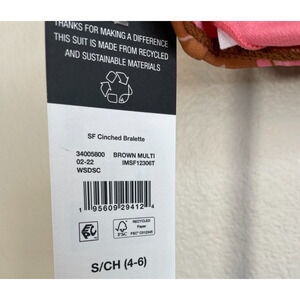 THANKS FOR MAKING A DIFFERENCE
THIS SUIT IS MADE FROM RECYCLED
AND SUSTAINABLE MATERIALS
SF Cinched Bralette
34005800 BROWN MULTI
02-22 IMSF12306T
WSDSC
1 95609 29412 4
FSC
RECYCLED
Paper
S/CH (4-6)